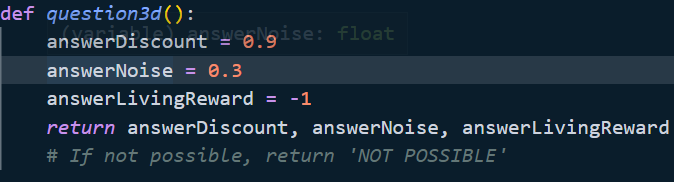 def question3d():
(variable) answerNoise: float
    answerDiscount = 0.9
    answerNoise = 0.3
    answerLivingReward = -1
    return answerDiscount, answerNoise, answerLivingReward
    # If not possible, return 'NOT POSSIBLE'